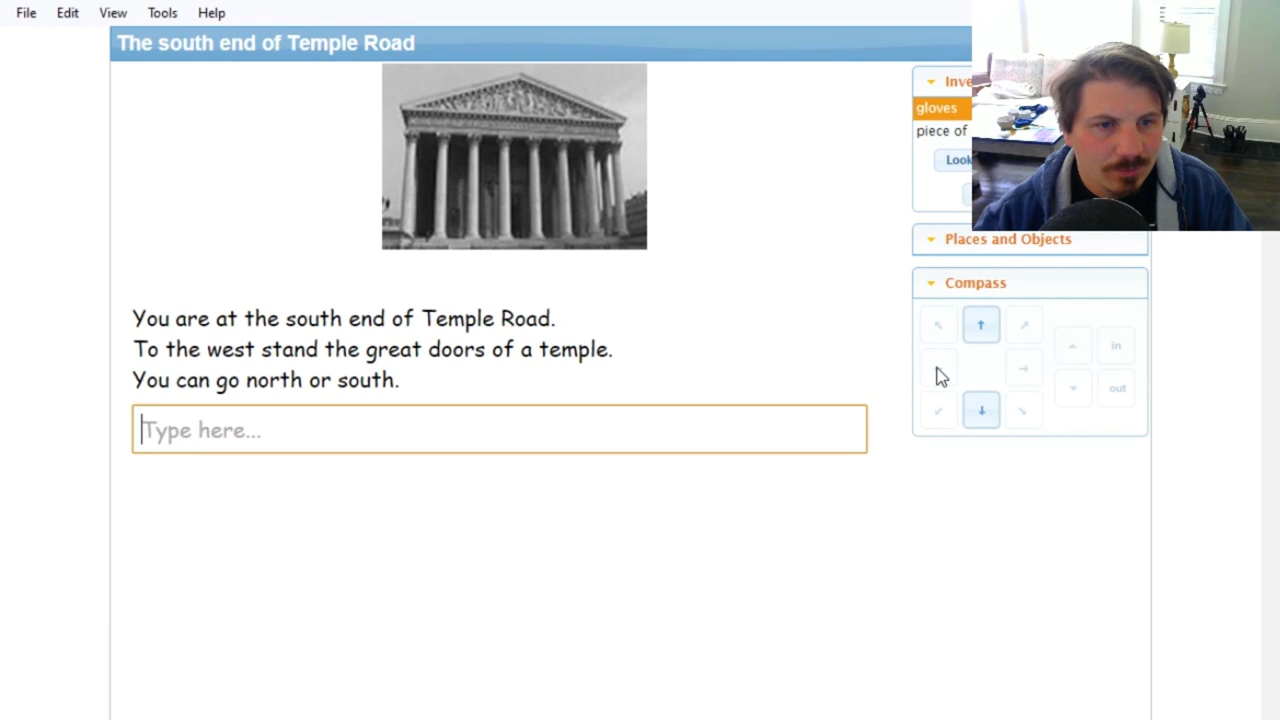 File Edit View Tools Help
The south end of Temple Road
Inve
gloves
piece of
Look
Places and Objects
Compass
in
out
You are at the south end of Temple Road.
To the west stand the great doors of a temple.
You can go north or south.
Type here...